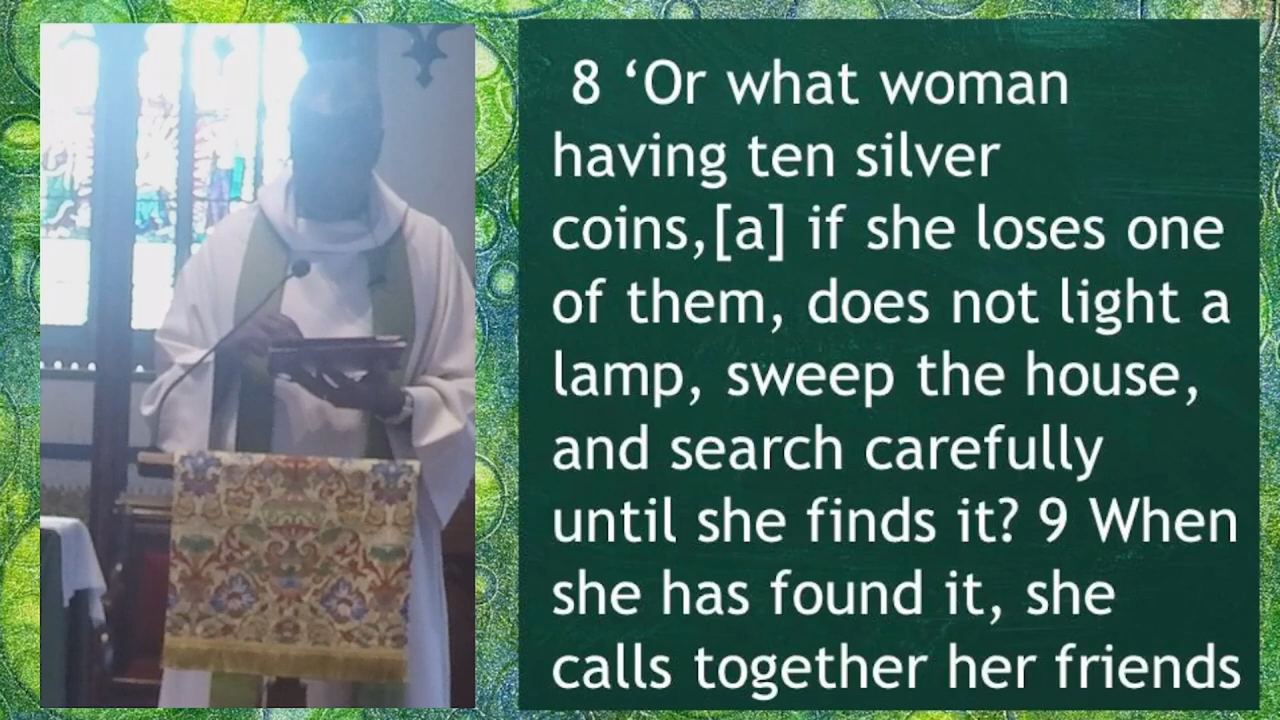 8 ‘Or what woman
having ten silver
coins,[a] if she loses one
of them, does not light a
lamp, sweep the house,
and search carefully
until she finds it? 9 When
she has found it, she
calls together her friends